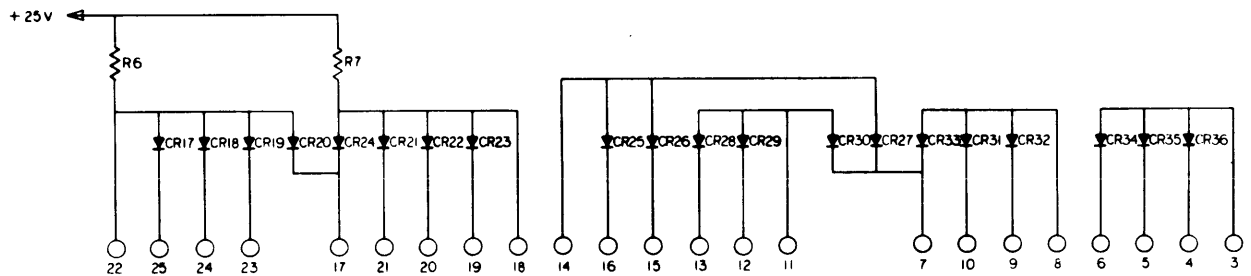 + 25V
R6 R7
CR17 CR18 CR19 CR20 CR24 CR21 CR22 CR23 CR25 CR26 CR28 CR29 CR30 CR27 CR33 CR31 CR32 CR34 CR35 CR36
22 25 24 23 17 21 20 19 18 14 16 15 13 12 11 7 10 9 8 6 5 4 3